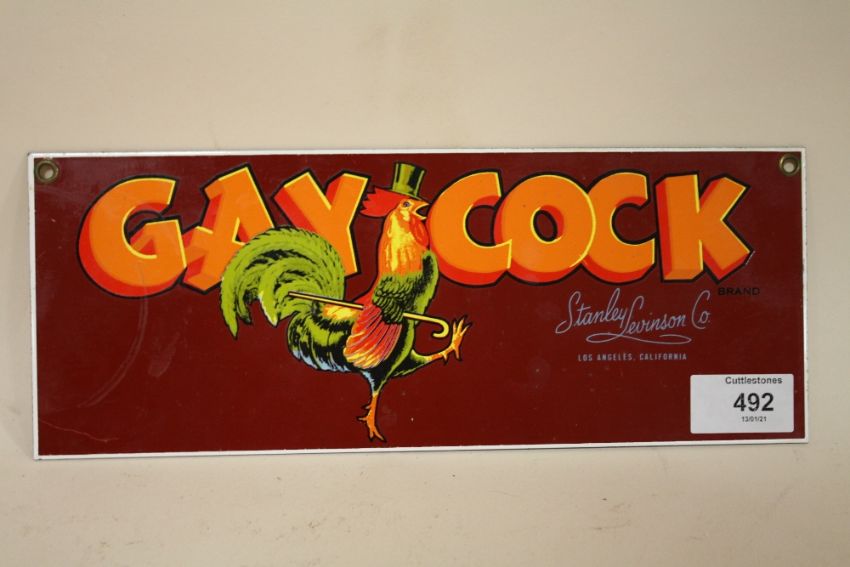 GAY COCK
BRAND
Stanley Levinson Co.
LOS ANGELES, CALIFORNIA
Cuttlestones
492
13/01/21